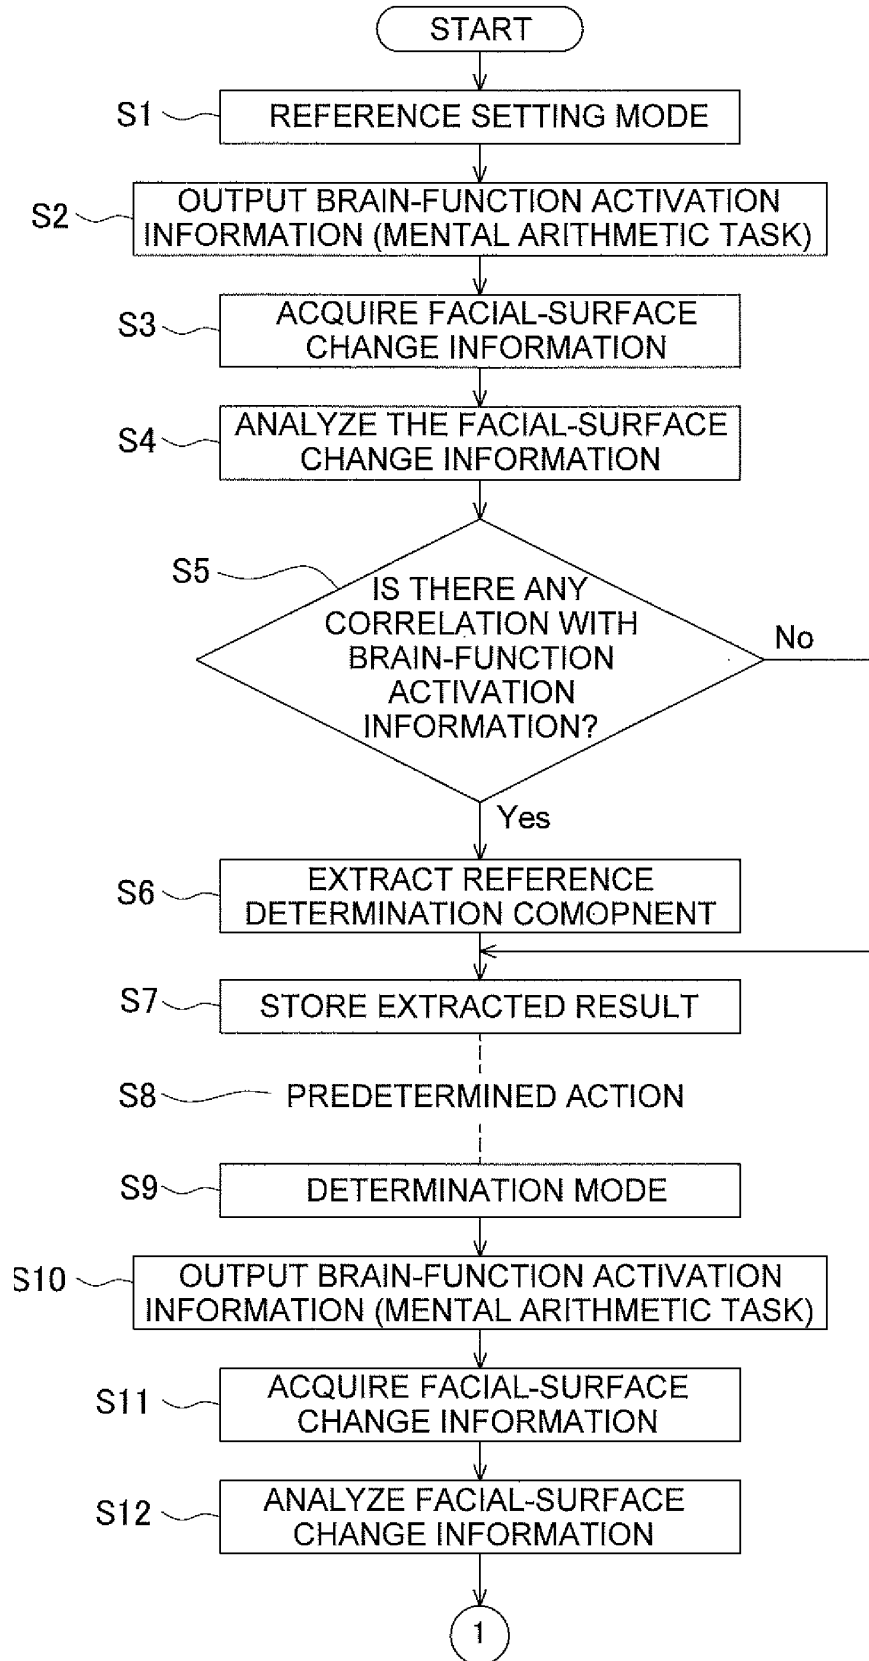 START
S1
REFERENCE SETTING MODE
S2
OUTPUT BRAIN-FUNCTION ACTIVATION
INFORMATION (MENTAL ARITHMETIC TASK)
S3
ACQUIRE FACIAL-SURFACE
CHANGE INFORMATION
S4
ANALYZE THE FACIAL-SURFACE
CHANGE INFORMATION
S5
IS THERE ANY
CORRELATION WITH
BRAIN-FUNCTION
ACTIVATION
INFORMATION?
No
Yes
S6
EXTRACT REFERENCE
DETERMINATION COMOPNENT
S7
STORE EXTRACTED RESULT
S8
PREDETERMINED ACTION
S9
DETERMINATION MODE
S10
OUTPUT BRAIN-FUNCTION ACTIVATION
INFORMATION (MENTAL ARITHMETIC TASK)
S11
ACQUIRE FACIAL-SURFACE
CHANGE INFORMATION
S12
ANALYZE FACIAL-SURFACE
CHANGE INFORMATION
1